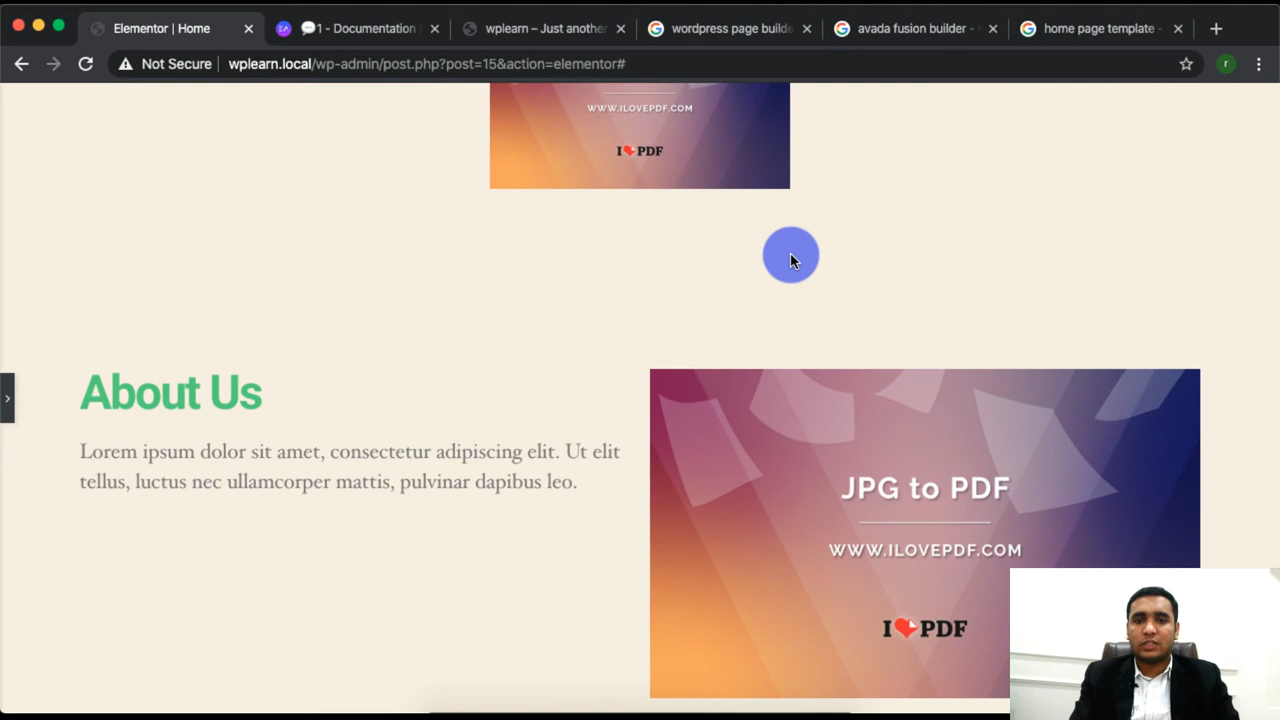 Elementor | Home
1 - Documentation
wplearn – Just another
wordpress page builde
avada fusion builder -
home page template -
Not Secure
wplearn.local/wp-admin/post.php?post=15&action=elementor#
r
WWW.ILOVEPDF.COM
I PDF
About Us
Lorem ipsum dolor sit amet, consectetur adipiscing elit. Ut elit
tellus, luctus nec ullamcorper mattis, pulvinar dapibus leo.
JPG to PDF
WWW.ILOVEPDF.COM
I PDF